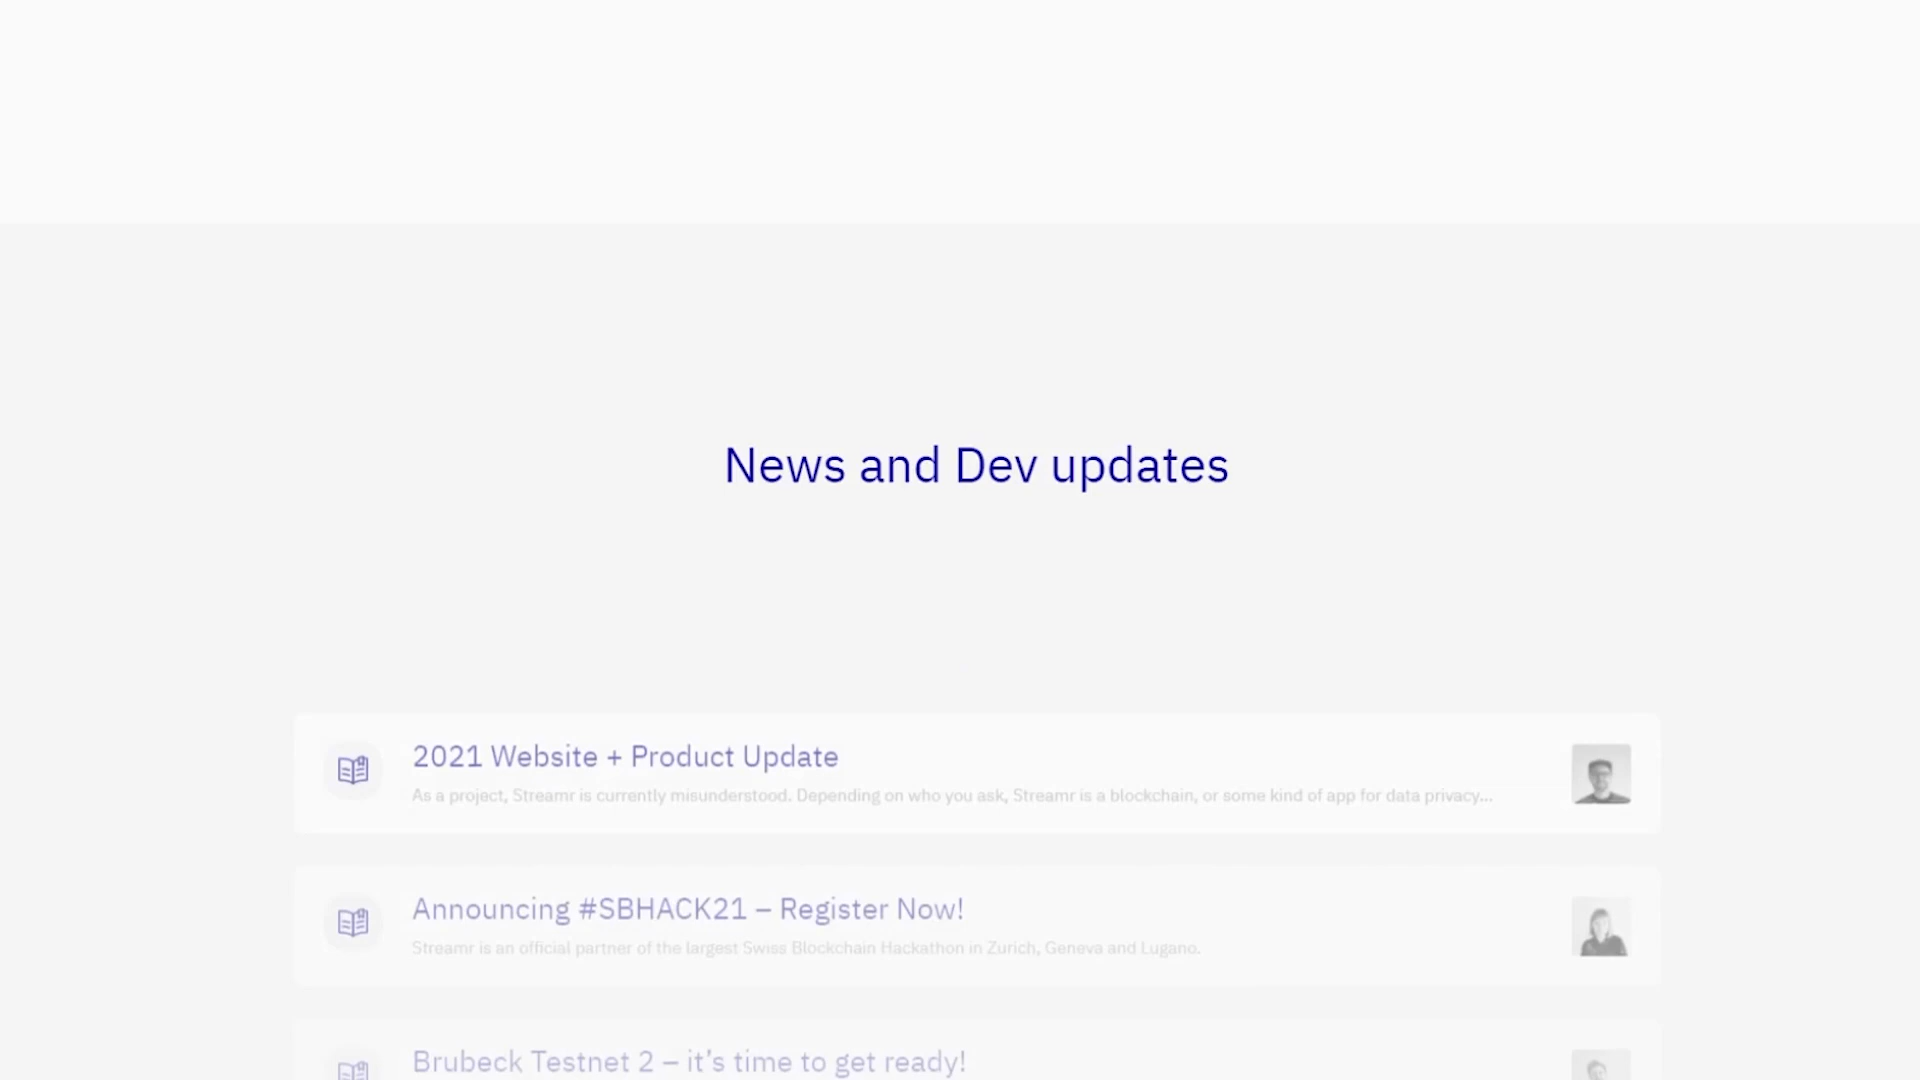 News and Dev updates
2021 Website + Product Update
As a project, Streamr is currently misunderstood. Depending on who you ask, Streamr is a blockchain, or some kind of app for data privacy...
Announcing #SBHACK21 – Register Now!
Streamr is an official partner of the largest Swiss Blockchain Hackathon in Zurich, Geneva and Lugano.
Brubeck Testnet 2 – it’s time to get ready!